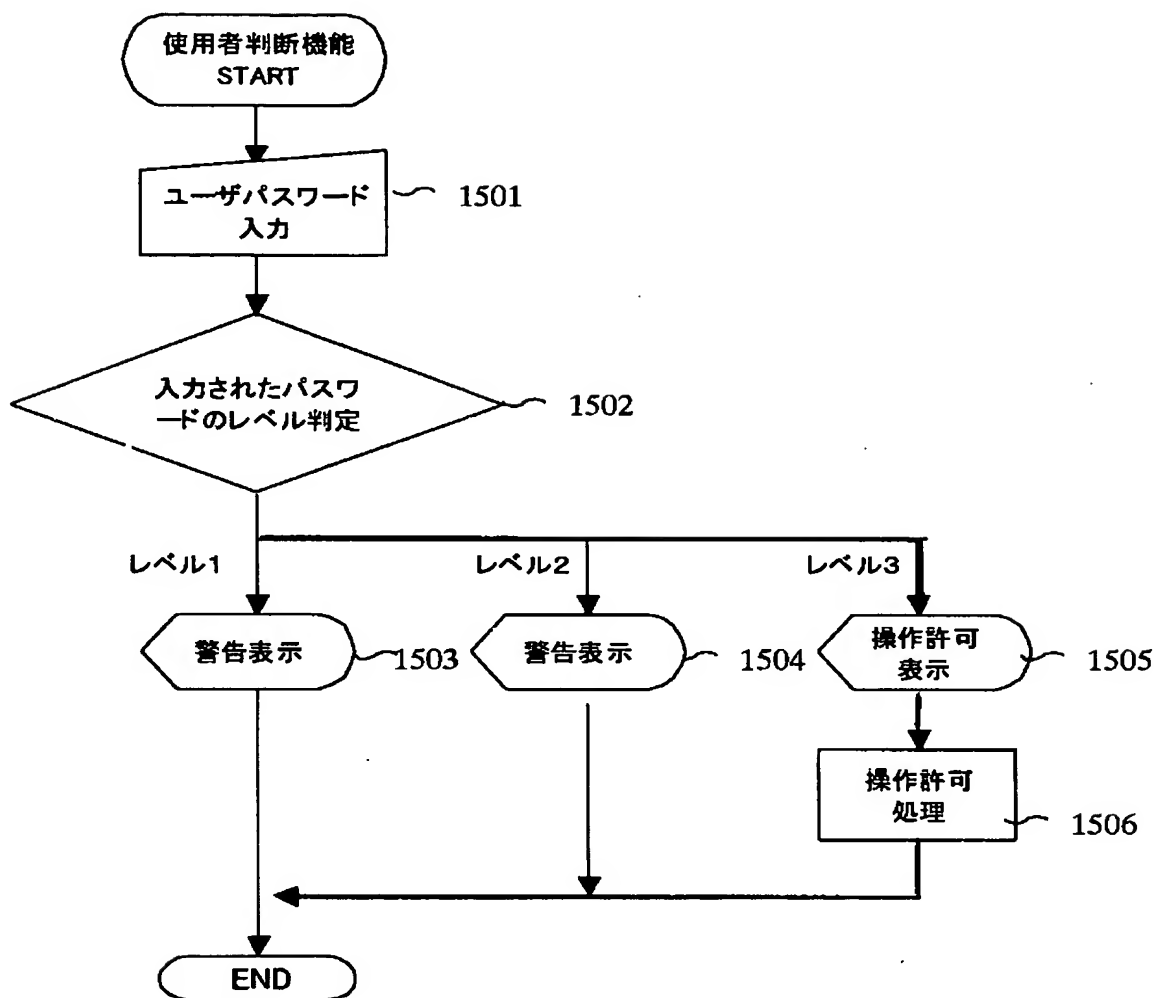 使用者判断機能
START
ユーザパスワード
入力
1501
入力されたパスワ
ードのレベル判定
1502
レベル1
レベル2
レベル3
警告表示
1503
警告表示
1504
操作許可
表示
1505
操作許可
処理
1506
END